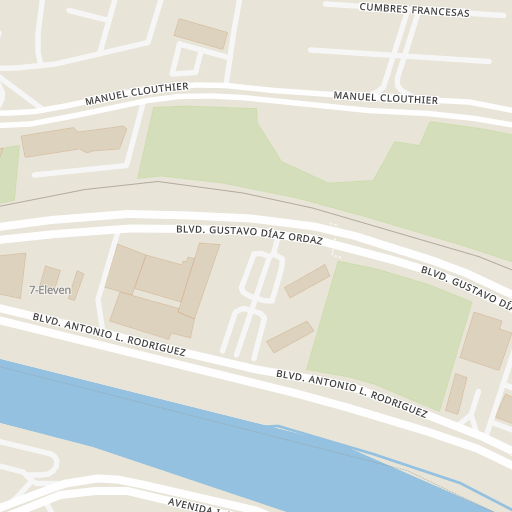 CUMBRES FRANCESAS
MANUEL CLOUTHIER
MANUEL CLOUTHIER
BLVD. GUSTAVO DÍAZ ORDAZ
BLVD. GUSTAVO DÍA
7-Eleven
BLVD. ANTONIO L. RODRIGUEZ
BLVD. ANTONIO L. RODRIGUEZ
AVENIDA